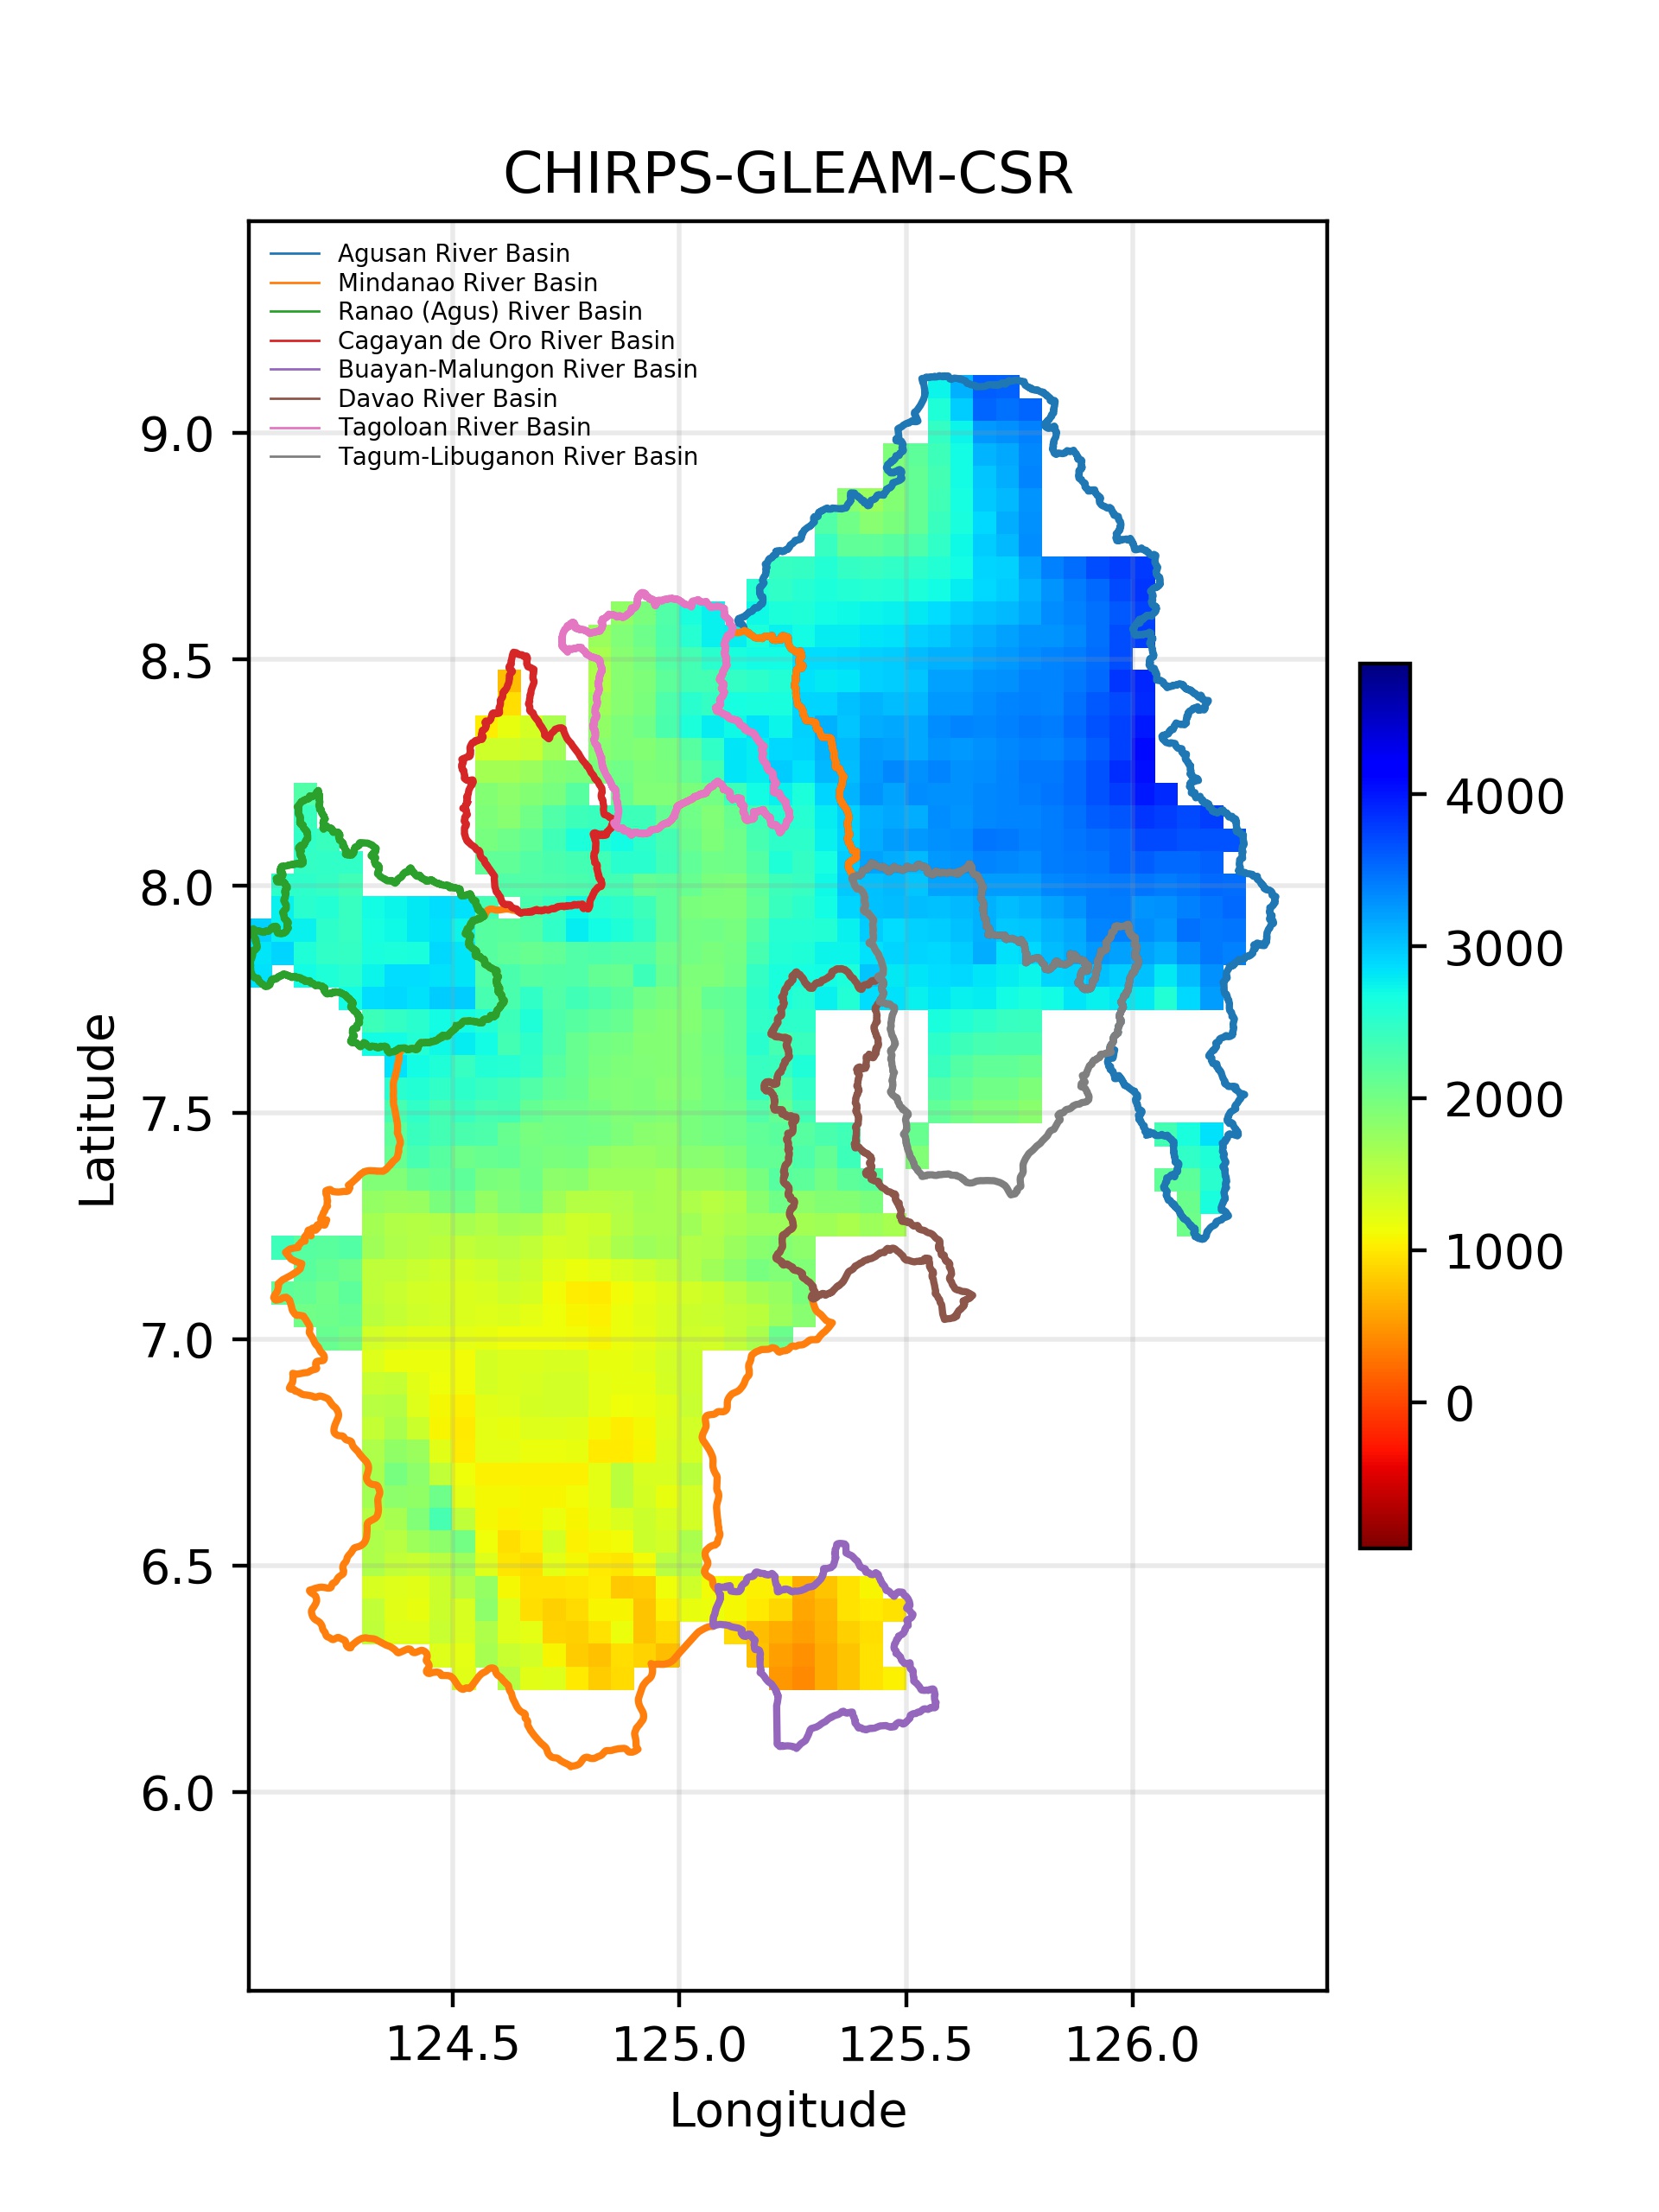 CHIRPS-GLEAM-CSR
Agusan River Basin
Mindanao River Basin
Ranao (Agus) River Basin
Cagayan de Oro River Basin
Buayan-Malungon River Basin
Davao River Basin
Tagoloan River Basin
Tagum-Libuganon River Basin
9.0
8.5
8.0
7.5
7.0
6.5
6.0
Latitude
124.5 125.0 125.5 126.0
Longitude
4000
3000
2000
1000
0